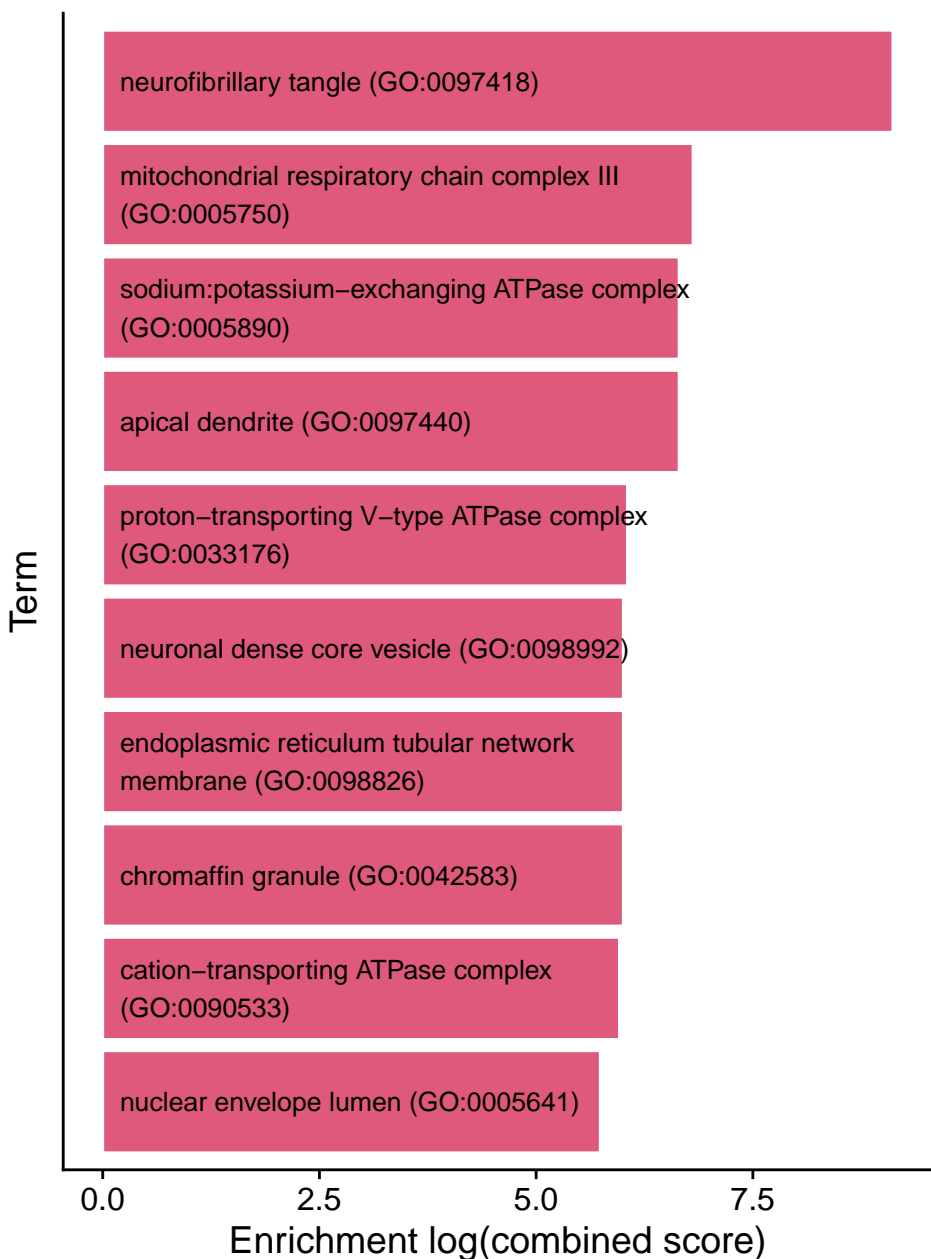 neurofibrillary tangle (GO:0097418)
mitochondrial respiratory chain complex III
(GO:0005750)
sodium:potassium−exchanging ATPase complex
(GO:0005890)
apical dendrite (GO:0097440)
proton−transporting V−type ATPase complex
(GO:0033176)
neuronal dense core vesicle (GO:0098992)
endoplasmic reticulum tubular network
membrane (GO:0098826)
chromaffin granule (GO:0042583)
cation−transporting ATPase complex
(GO:0090533)
nuclear envelope lumen (GO:0005641)
Term
0.0 2.5 5.0 7.5
Enrichment log(combined score)